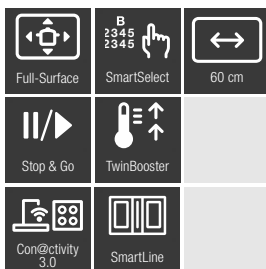 Full-Surface
B
2345
2345
SmartSelect
60 cm
Stop & Go
TwinBooster
Con@ctivity
3.0
SmartLine